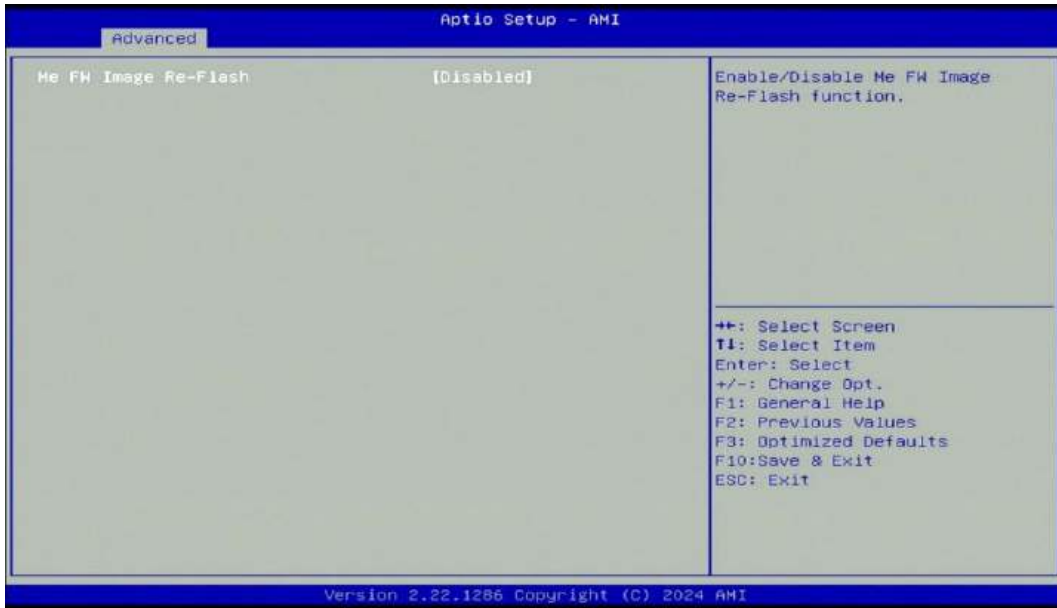 Aptio Setup - AMI
Advanced
Me FW Image Re-Flash [Disabled]
Enable/Disable Me FW Image
Re-Flash function.
→←: Select Screen
↑↓: Select Item
Enter: Select
+/-: Change Opt.
F1: General Help
F2: Previous Values
F3: Optimized Defaults
F10:Save & Exit
ESC: Exit
Version 2.22.1286 Copyright (C) 2024 AMI